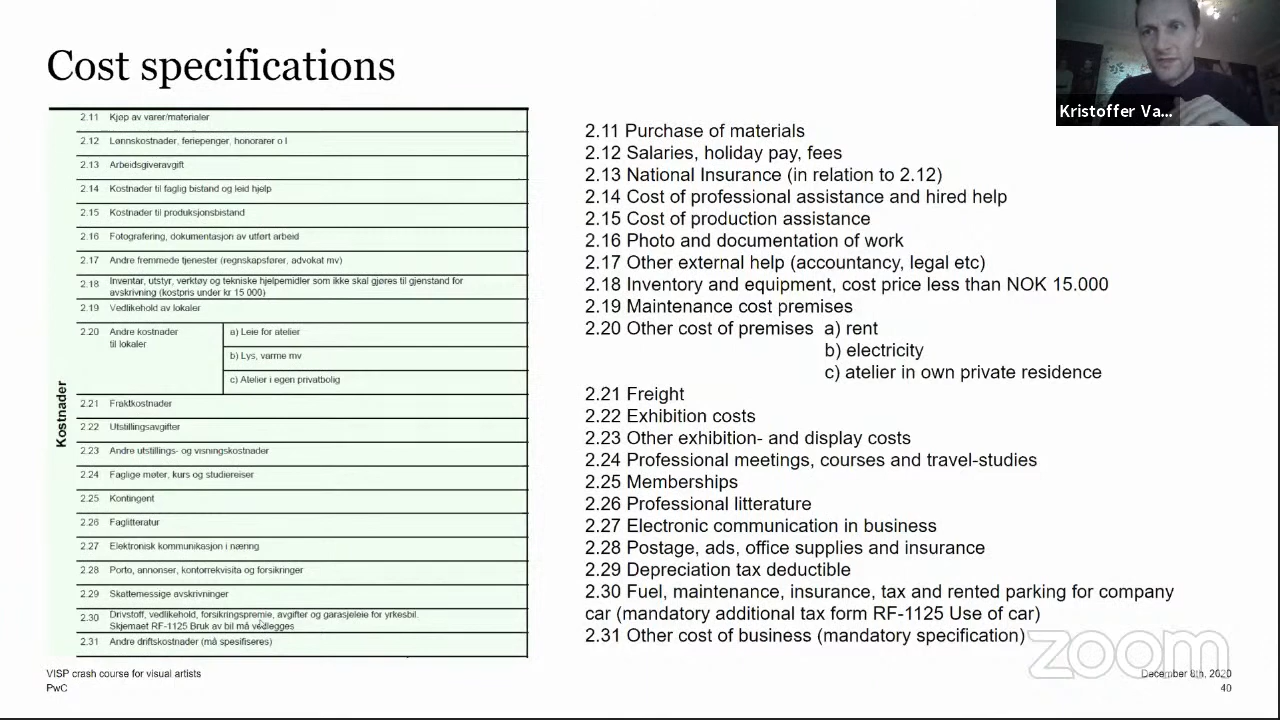 Cost specifications
Kristoffer Va...
Kostnader
2.11 Kjøp av varer/materialer
2.12 Lønnskostnader, feriepenger, honorarer o l
2.13 Arbeidsgiveravgift
2.14 Kostnader til faglig bistand og leid hjelp
2.15 Kostnader til produksjonsbistand
2.16 Fotografering, dokumentasjon av utført arbeid
2.17 Andre fremmede tjenester (regnskapsfører, advokat mv)
2.18 Inventar, utstyr, verktøy og tekniske hjelpemidler som ikke skal gjøres til gjenstand for
avskrivning (kostpris under kr 15 000)
2.19 Vedlikehold av lokaler
2.20 Andre kostnader
til lokaler
a) Leie for atelier
b) Lys, varme mv
c) Atelier i egen privatbolig
2.21 Fraktkostnader
2.22 Utstillingsavgifter
2.23 Andre utstillings- og visningskostnader
2.24 Faglige møter, kurs og studiereiser
2.25 Kontingent
2.26 Faglitteratur
2.27 Elektronisk kommunikasjon i næring
2.28 Porto, annonser, kontorrekvisita og forsikringer
2.29 Skattemessige avskrivninger
2.30 Drivstoff, vedlikehold, forsikringspremie, avgifter og garasjeleie for yrkesbil.
Skjemaet RF-1125 Bruk av bil må vedlegges
2.31 Andre driftskostnader (må spesifiseres)
2.11 Purchase of materials
2.12 Salaries, holiday pay, fees
2.13 National Insurance (in relation to 2.12)
2.14 Cost of professional assistance and hired help
2.15 Cost of production assistance
2.16 Photo and documentation of work
2.17 Other external help (accountancy, legal etc)
2.18 Inventory and equipment, cost price less than NOK 15.000
2.19 Maintenance cost premises
2.20 Other cost of premises a) rent
b) electricity
c) atelier in own private residence
2.21 Freight
2.22 Exhibition costs
2.23 Other exhibition- and display costs
2.24 Professional meetings, courses and travel-studies
2.25 Memberships
2.26 Professional litterature
2.27 Electronic communication in business
2.28 Postage, ads, office supplies and insurance
2.29 Depreciation tax deductible
2.30 Fuel, maintenance, insurance, tax and rented parking for company
car (mandatory additional tax form RF-1125 Use of car)
2.31 Other cost of business (mandatory specification)
zoom
VISP crash course for visual artists
PwC
December 8th, 2020
40